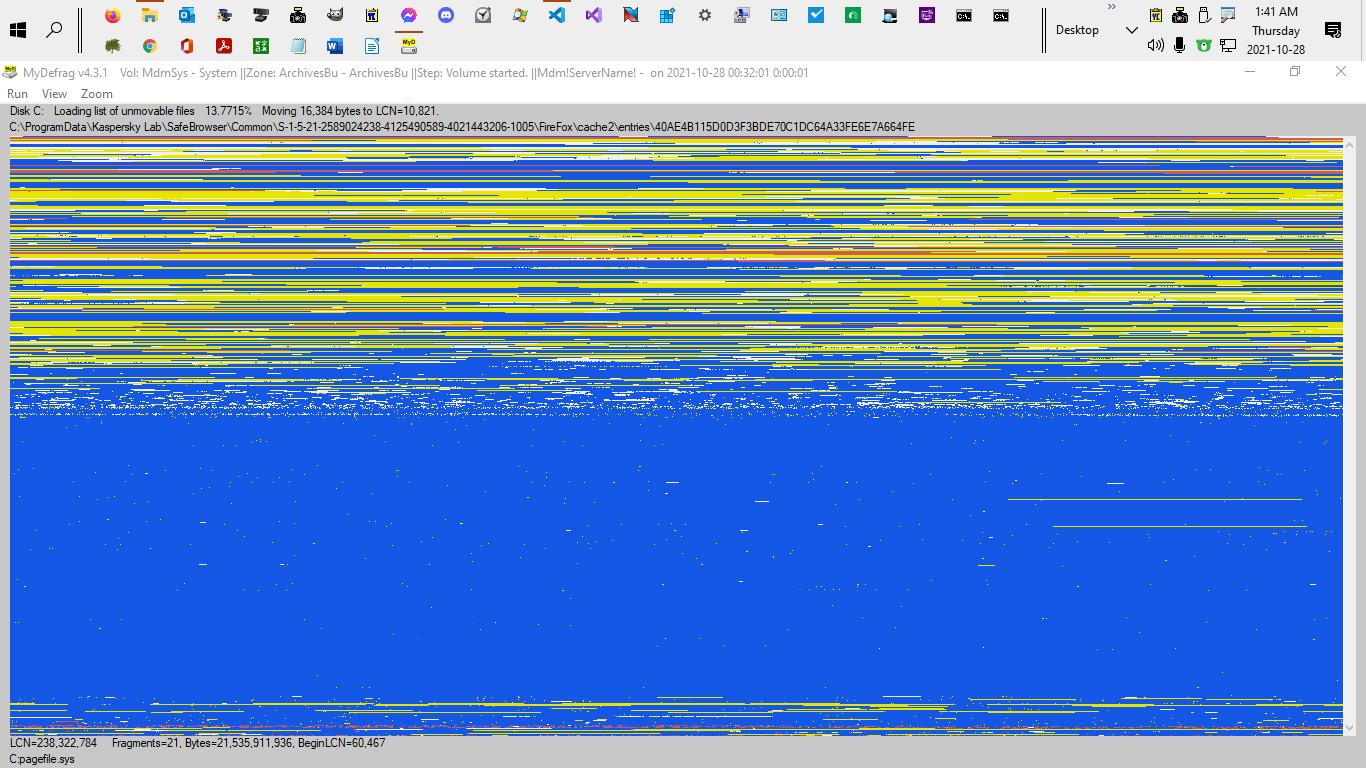 1:41 AM
Desktop
Thursday
2021-10-28
MyDefrag v4.3.1 Vol: MdmSys - System ||Zone: ArchivesBu - ArchivesBu ||Step: Volume started. ||Mdm!ServerName! - on 2021-10-28 00:32:01 0:00:01
Run View Zoom
Disk C: Loading list of unmovable files 13.7715% Moving 16,384 bytes to LCN=10,821.
C:\ProgramData\Kaspersky Lab\SafeBrowser\Common\S-1-5-21-2589024238-4125490589-4021443206-1005\FireFox\cache2\entries\40AE4B115D0D3F3BDE70C1DC64A33FE6E7A664FE
LCN=238,322,784 Fragments=21, Bytes=21,535,911,936, BeginLCN=60,467
C:pagefile.sys